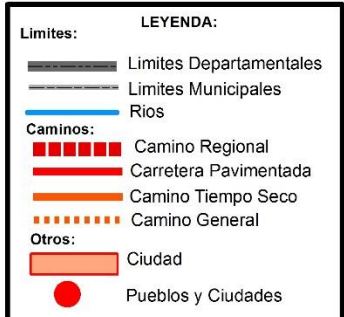 LEYENDA:
Limites:
Limites Departamentales
Limites Municipales
Rios
Caminos:
Camino Regional
Carretera Pavimentada
Camino Tiempo Seco
Camino General
Otros:
Ciudad
Pueblos y Ciudades